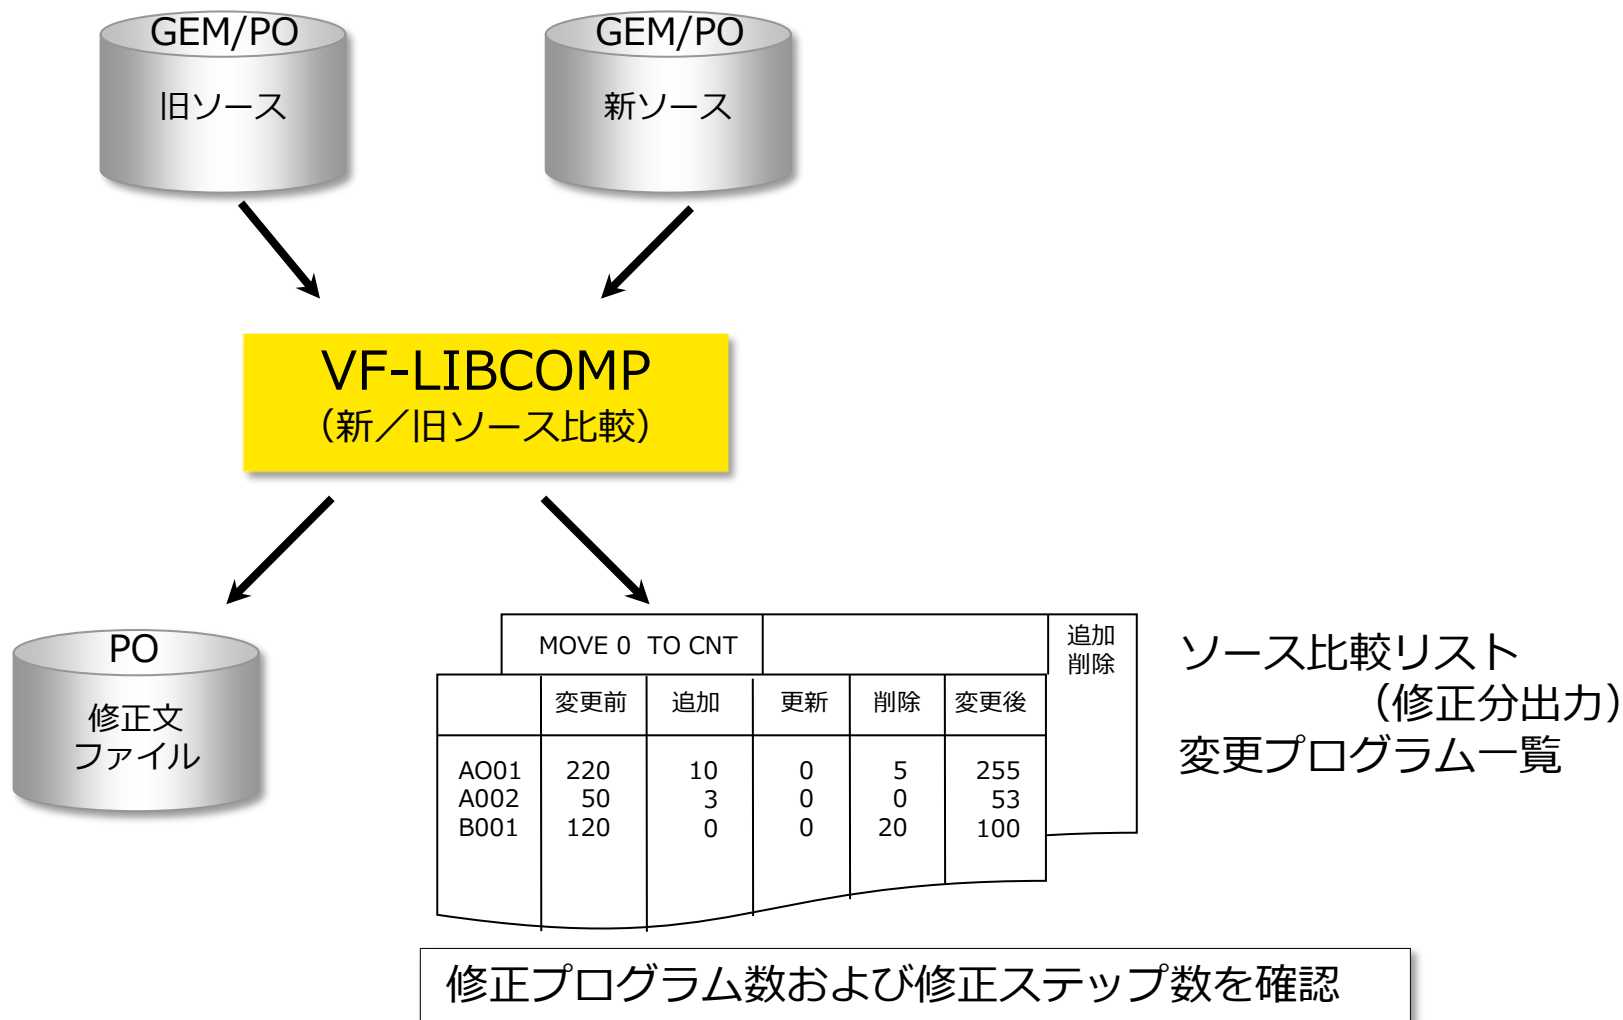 GEM/PO
旧ソース
GEM/PO
新ソース
VF-LIBCOMP
（新／旧ソース比較）
PO
修正文
ファイル
MOVE 0 TO CNT
追加
削除
変更前 追加 更新 削除 変更後
AO01 220 10 0 5 255
A002 50 3 0 0 53
B001 120 0 0 20 100
ソース比較リスト
（修正分出力）
変更プログラム一覧
修正プログラム数および修正ステップ数を確認